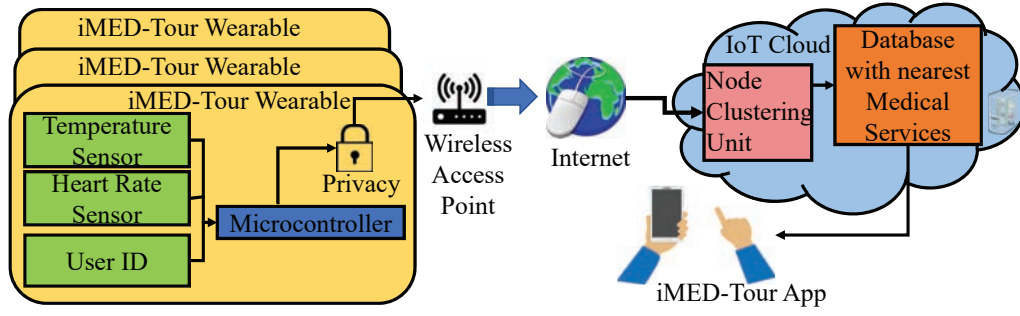 iMED-Tour Wearable
iMED-Tour Wearable
iMED-Tour Wearable
Temperature
Sensor
Heart Rate
Sensor
User ID
Microcontroller
Privacy
Wireless
Access
Point
Internet
IoT Cloud
Node
Clustering
Unit
Database
with nearest
Medical
Services
iMED-Tour App